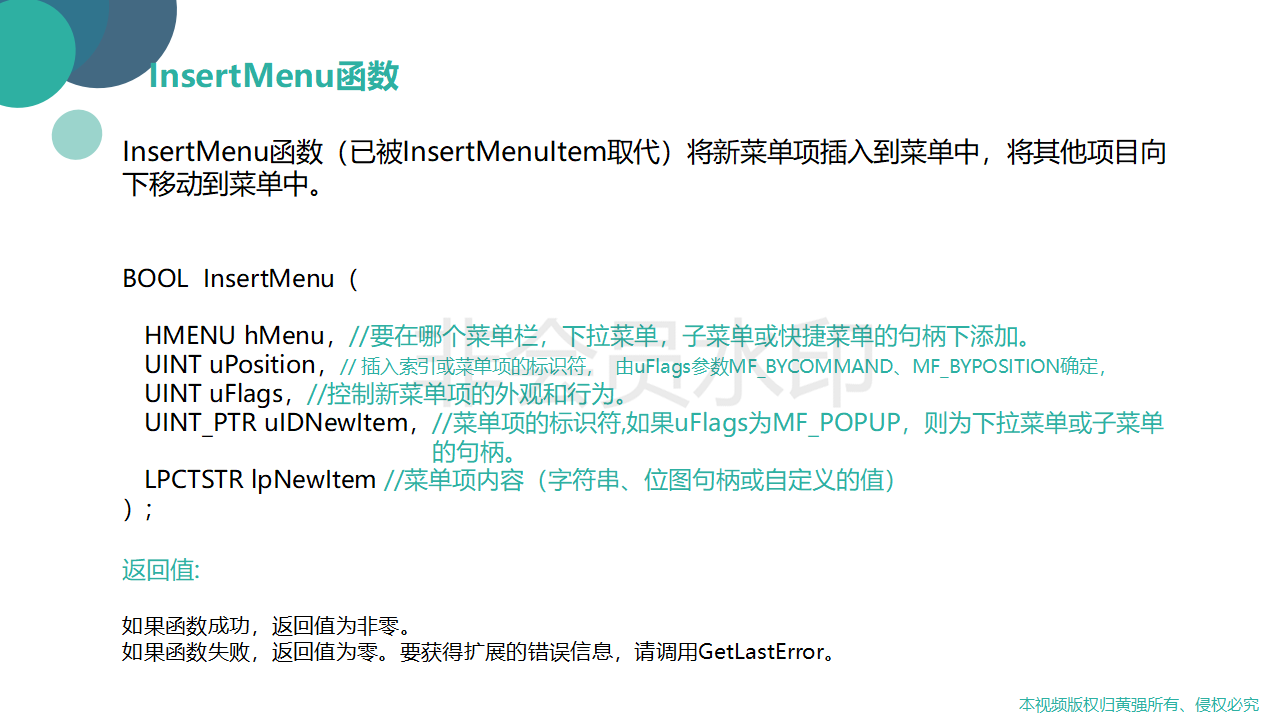 InsertMenu函数
InsertMenu函数（已被InsertMenuItem取代）将新菜单项插入到菜单中，将其他项目向
下移动到菜单中。
BOOL  InsertMenu（
HMENU hMenu，//要在哪个菜单栏，下拉菜单，子菜单或快捷菜单的句柄下添加。
UINT uPosition，// 插入索引或菜单项的标识符， 由uFlags参数MF_BYCOMMAND、MF_BYPOSITION确定，
UINT uFlags，//控制新菜单项的外观和行为。
UINT_PTR uIDNewItem，//菜单项的标识符,如果uFlags为MF_POPUP，则为下拉菜单或子菜单
的句柄。
LPCTSTR lpNewItem //菜单项内容（字符串、位图句柄或自定义的值）
）;
非会员水印
返回值:
如果函数成功，返回值为非零。
如果函数失败，返回值为零。要获得扩展的错误信息，请调用GetLastError。
本视频版权归黄强所有、侵权必究